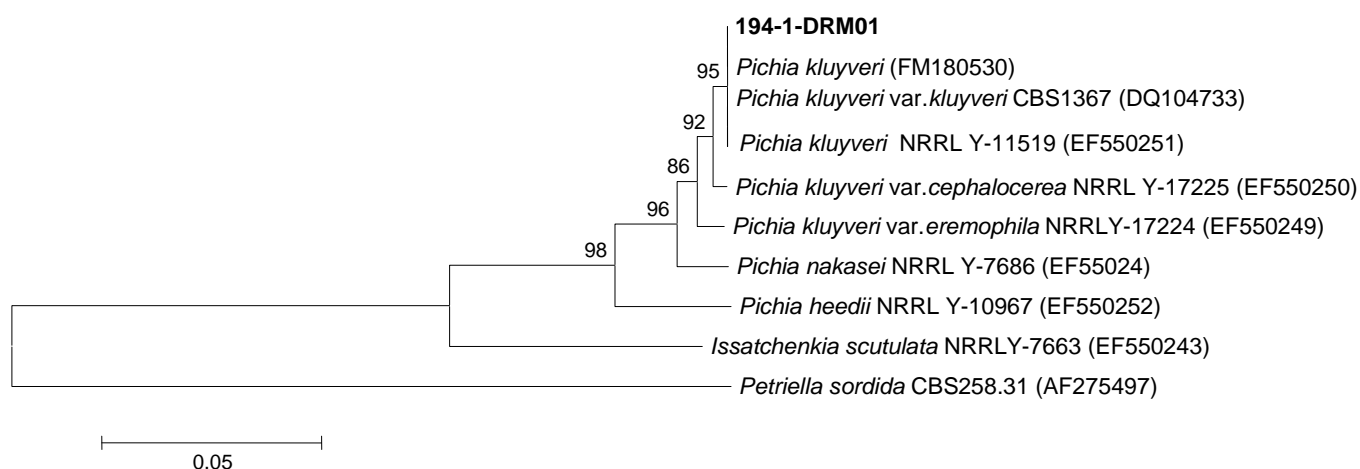 194-1-DRM01
95
Pichia kluyveri (FM180530)
Pichia kluyveri var.kluyveri CBS1367 (DQ104733)
92
Pichia kluyveri NRRL Y-11519 (EF550251)
86
Pichia kluyveri var.cephalocerea NRRL Y-17225 (EF550250)
96
Pichia kluyveri var.eremophila NRRLY-17224 (EF550249)
98
Pichia nakasei NRRL Y-7686 (EF55024)
Pichia heedii NRRL Y-10967 (EF550252)
Issatchenkia scutulata NRRLY-7663 (EF550243)
Petriella sordida CBS258.31 (AF275497)
0.05